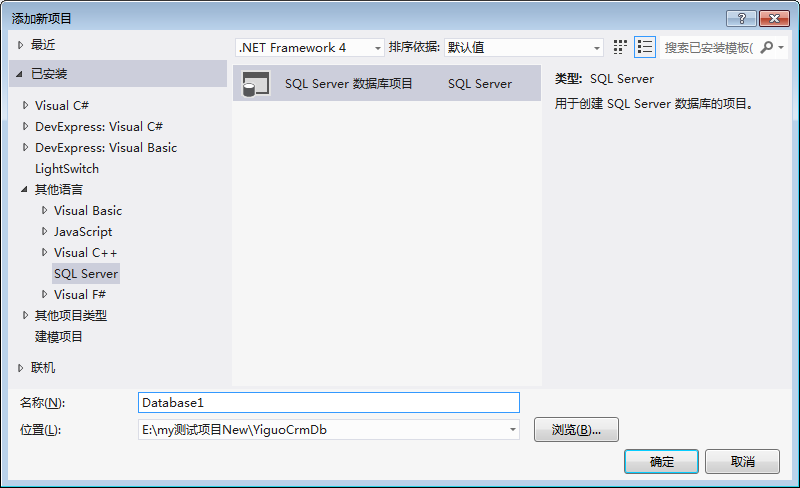 添加新项目
最近
.NET Framework 4 排序依据: 默认值 搜索已安装模板(
已安装
SQL Server 数据库项目 SQL Server
类型: SQL Server
用于创建 SQL Server 数据库的项目。
Visual C#
DevExpress: Visual C#
DevExpress: Visual Basic
LightSwitch
其他语言
Visual Basic
JavaScript
Visual C++
SQL Server
Visual F#
其他项目类型
建模项目
联机
名称(N): Database1
位置(L): E:\my测试项目New\YiguoCrmDb 浏览(B)...
确定 取消